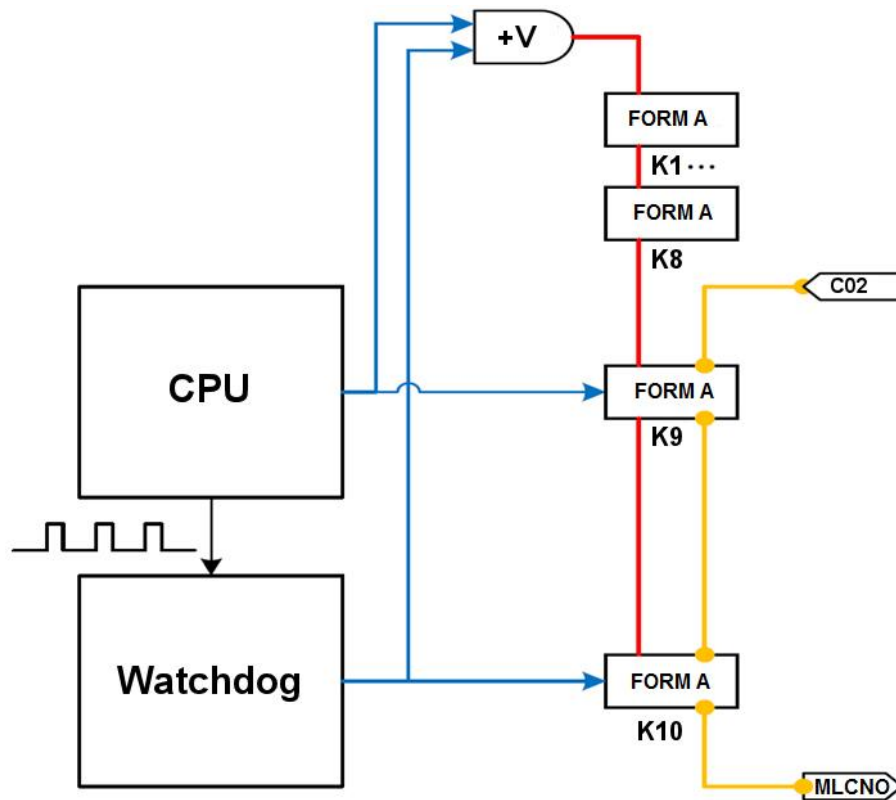 +V
FORM A
K1 ...
FORM A
K8
C02
CPU
FORM A
K9
Watchdog
FORM A
K10
MLCNO